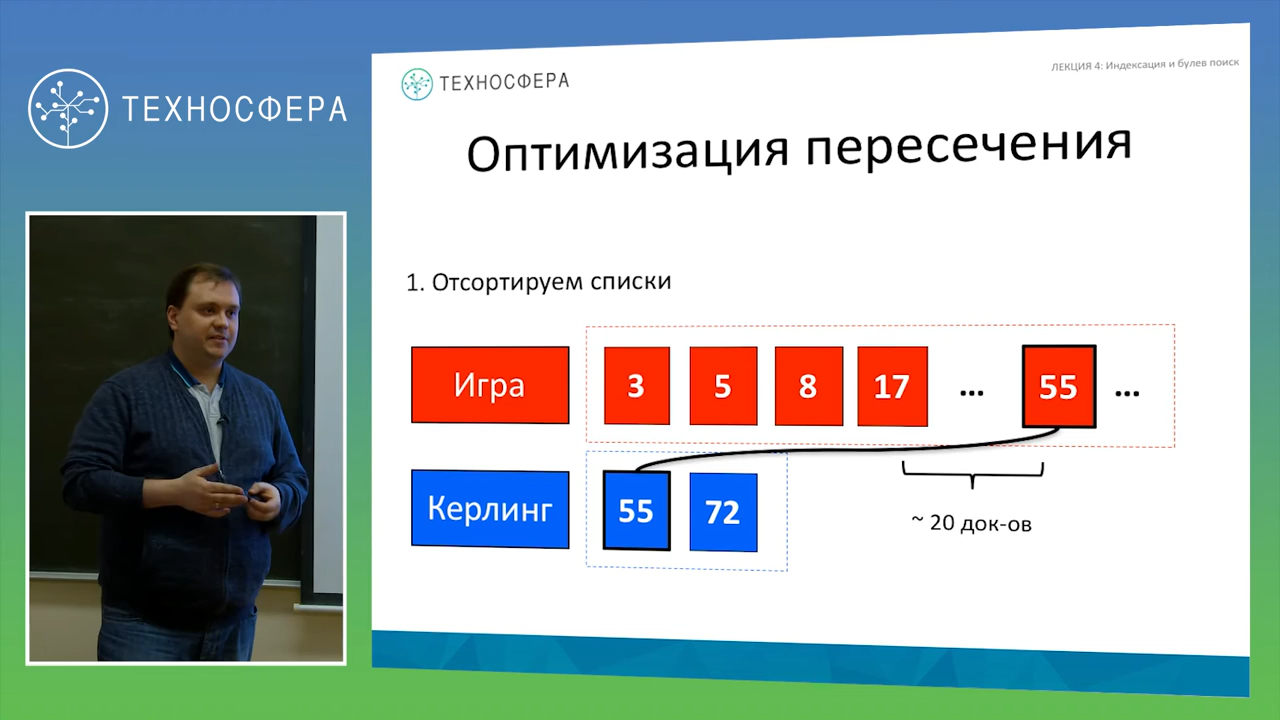 ТЕХНОСФЕРА
ТЕХНОСФЕРА
ЛЕКЦИЯ 4: Индексация и булев поиск
Оптимизация пересечения
1. Отсортируем списки
Игра 3 5 8 17 ... 55 ...
Керлинг 55 72
~ 20 док-ов